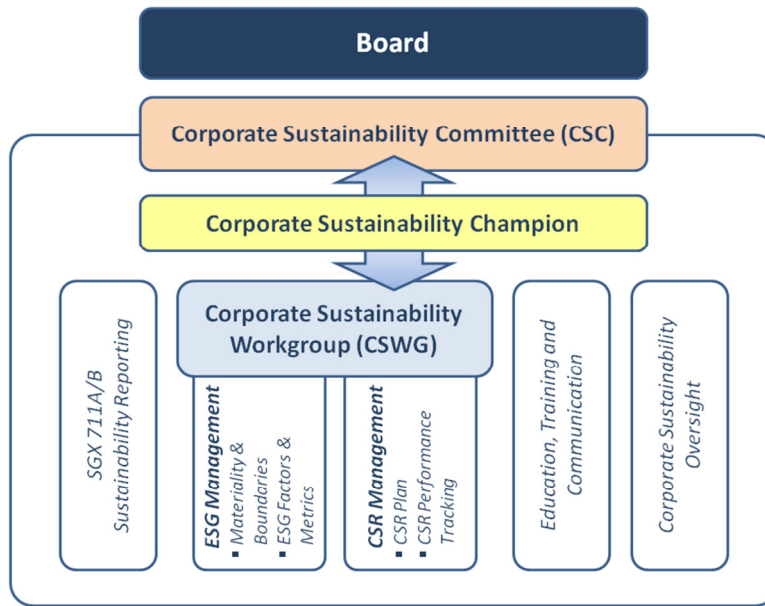 Board
Corporate Sustainability Committee (CSC)
Corporate Sustainability Champion
Corporate Sustainability
Workgroup (CSWG)
SGX 711A/B
Sustainability Reporting
ESG Management
▪ Materiality &
Boundaries
▪ ESG Factors &
Metrics
CSR Management
▪ CSR Plan
▪ CSR Performance
Tracking
Education, Training and
Communication
Corporate Sustainability
Oversight